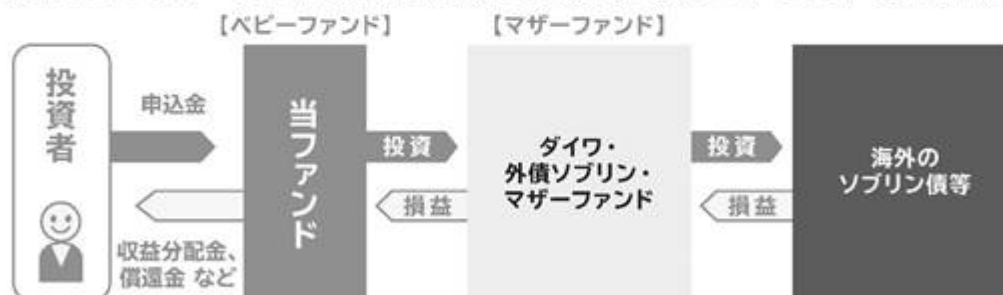 【ベビーファンド】
【マザーファンド】
投資者
申込金
収益分配金、
償還金 など
当ファンド
投資
損益
ダイワ・
外債ソブリン・
マザーファンド
投資
損益
海外の
ソブリン債等